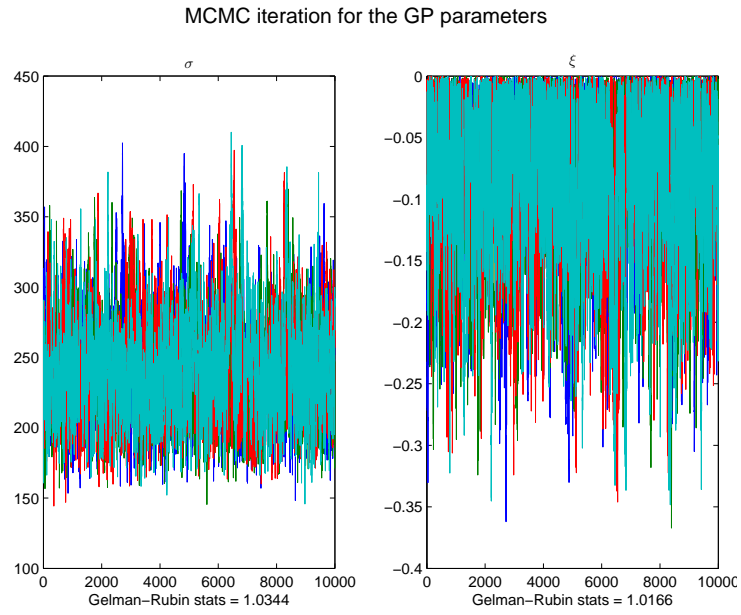 MCMC iteration for the GP parameters
σ
450
400
350
300
250
200
150
100
0 2000 4000 6000 8000 10000
Gelman−Rubin stats = 1.0344
ξ
0
−0.05
−0.1
−0.15
−0.2
−0.25
−0.3
−0.35
−0.4
0 2000 4000 6000 8000 10000
Gelman−Rubin stats = 1.0166